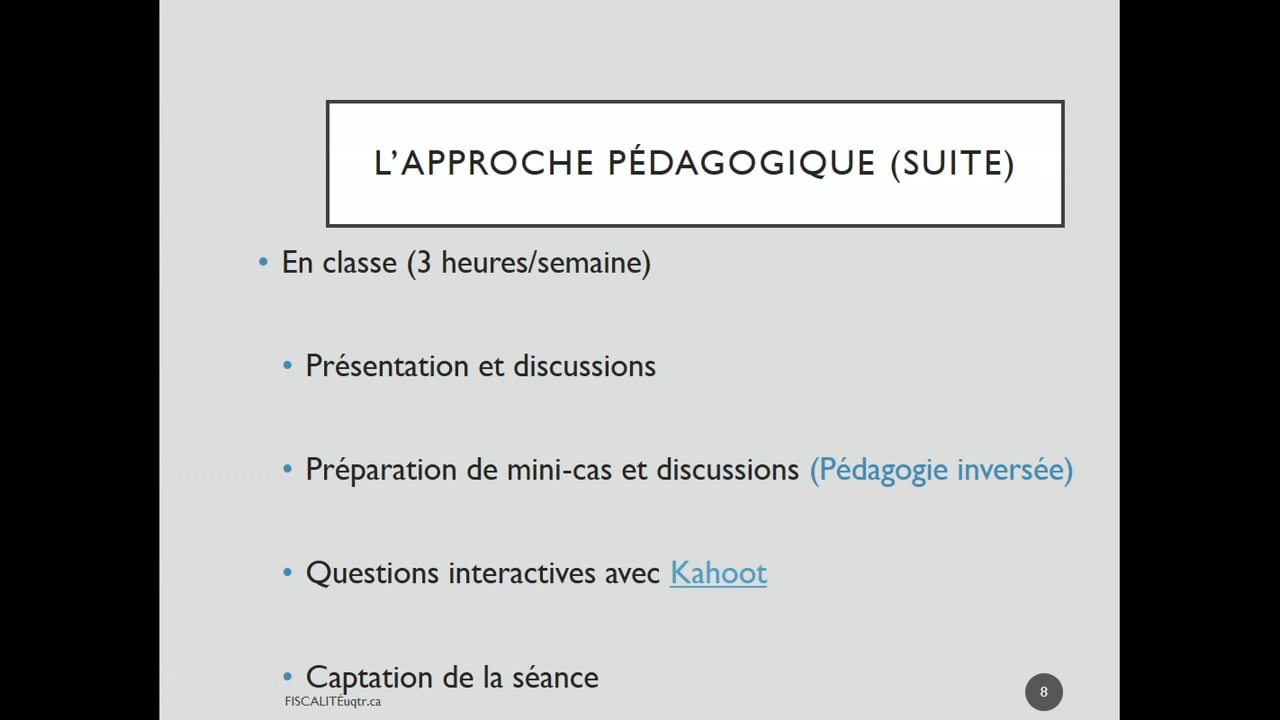 L'APPROCHE PÉDAGOGIQUE (SUITE)
• En classe (3 heures/semaine)
• Présentation et discussions
• Préparation de mini-cas et discussions (Pédagogie inversée)
• Questions interactives avec Kahoot
• Captation de la séance
FISCALITÉuqtr.ca
8